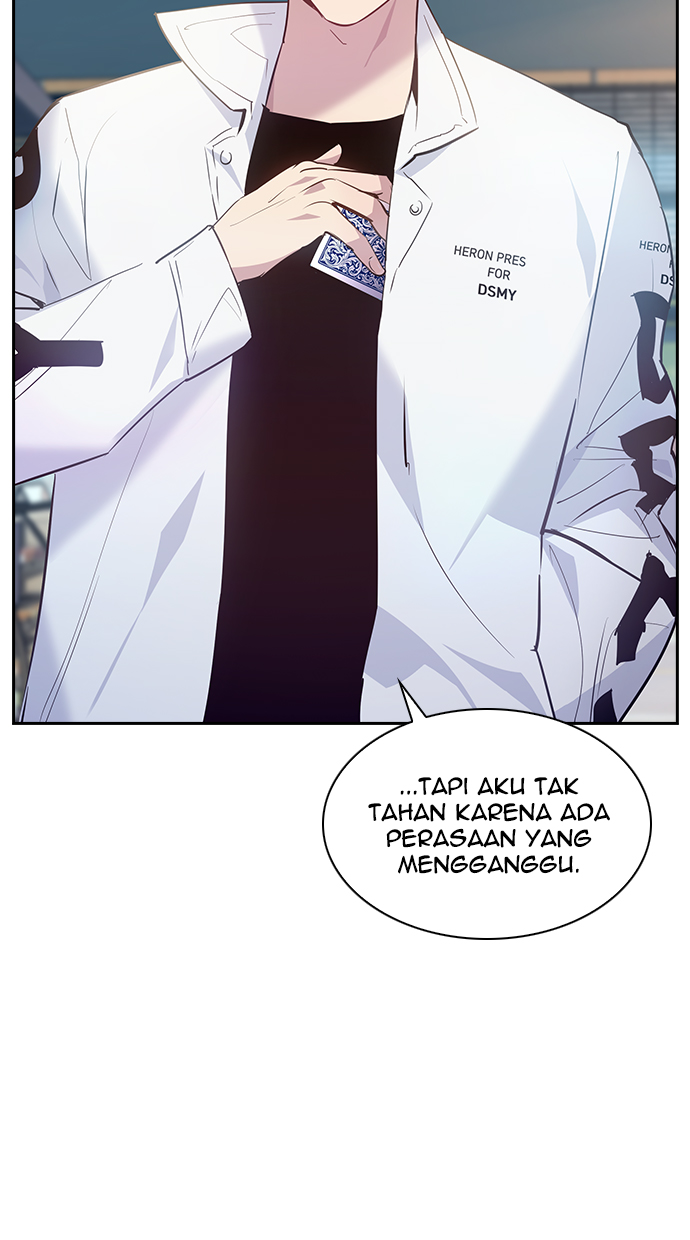 HERON PRES
FOR
DSMY
HERON
DS
...TAPI AKU TAK
TAHAN KARENA ADA
PERASAAN YANG
MENGGANGGU.